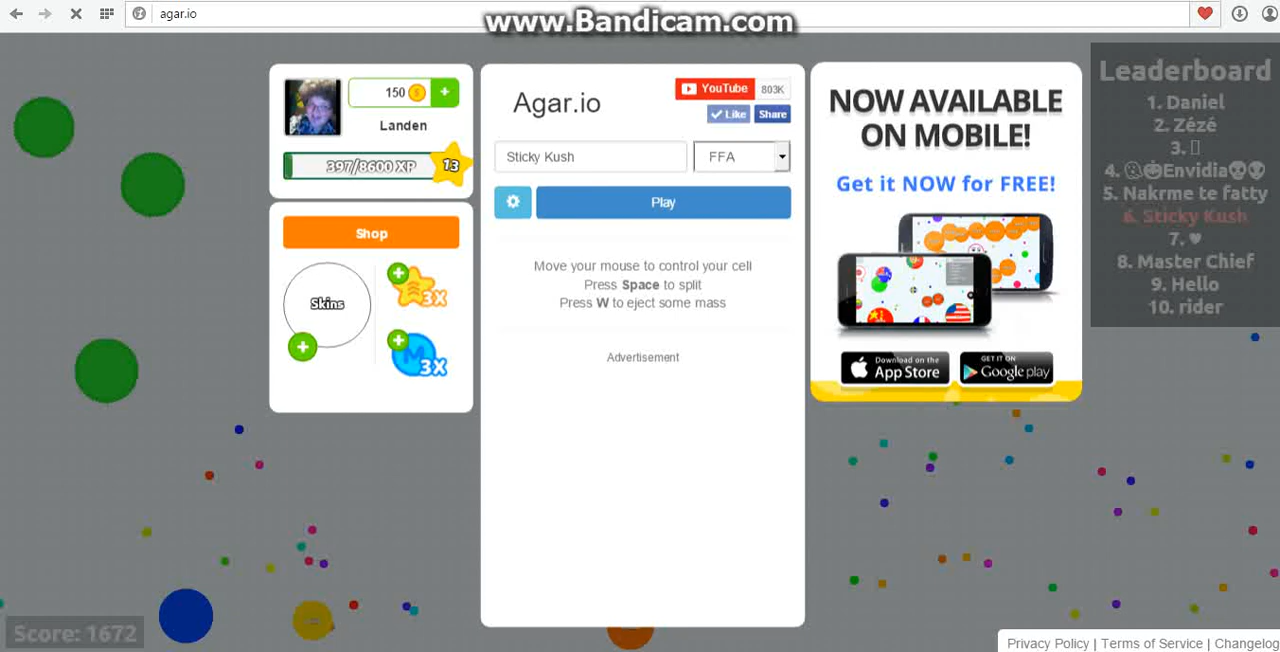 agar.io
www.Bandicam.com
150
Landen
397/8600 XP
13
Shop
Skins
3X
M
3X
Agar.io
YouTube 803K
Like Share
Sticky Kush
FFA
Play
Move your mouse to control your cell
Press Space to split
Press W to eject some mass
Advertisement
NOW AVAILABLE
ON MOBILE!
Get it NOW for FREE!
Download on the
App Store
GET IT ON
Google play
Leaderboard
1. Daniel
2. Zézé
3. 
4. Envidia
5. Nakrme te fatty
6. Sticky Kush
7. ♥
8. Master Chief
9. Hello
10. rider
Score: 1672
Privacy Policy | Terms of Service | Changelog